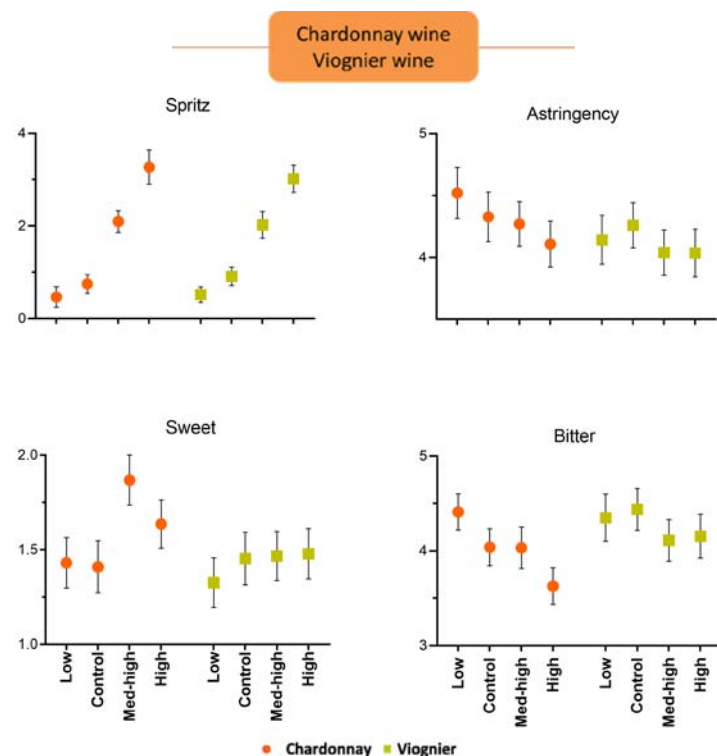 Chardonnay wine
Viognier wine
Spritz
4
2
0
Astringency
5
4
Sweet
2.0
1.5
1.0
Low
Control
Med-high
High
Low
Control
Med-high
High
Bitter
5
4
3
Low
Control
Med-high
High
Low
Control
Med-high
High
Chardonnay Viognier